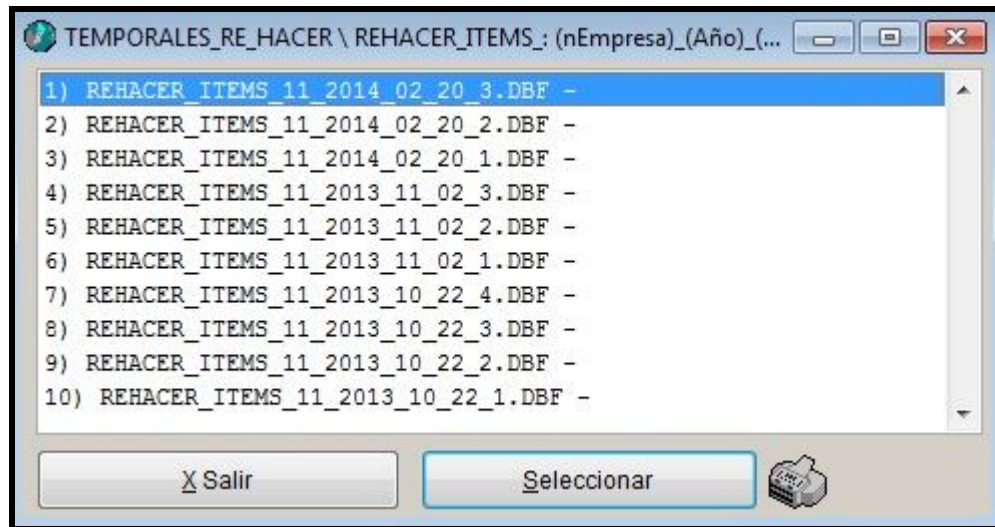 TEMPORALES_RE_HACER \ REHACER_ITEMS_: (nEmpresa)_(Año)_(...
1) REHACER_ITEMS_11_2014_02_20_3.DBF -
2) REHACER_ITEMS_11_2014_02_20_2.DBF -
3) REHACER_ITEMS_11_2014_02_20_1.DBF -
4) REHACER_ITEMS_11_2013_11_02_3.DBF -
5) REHACER_ITEMS_11_2013_11_02_2.DBF -
6) REHACER_ITEMS_11_2013_11_02_1.DBF -
7) REHACER_ITEMS_11_2013_10_22_4.DBF -
8) REHACER_ITEMS_11_2013_10_22_3.DBF -
9) REHACER_ITEMS_11_2013_10_22_2.DBF -
10) REHACER_ITEMS_11_2013_10_22_1.DBF -
X Salir Seleccionar